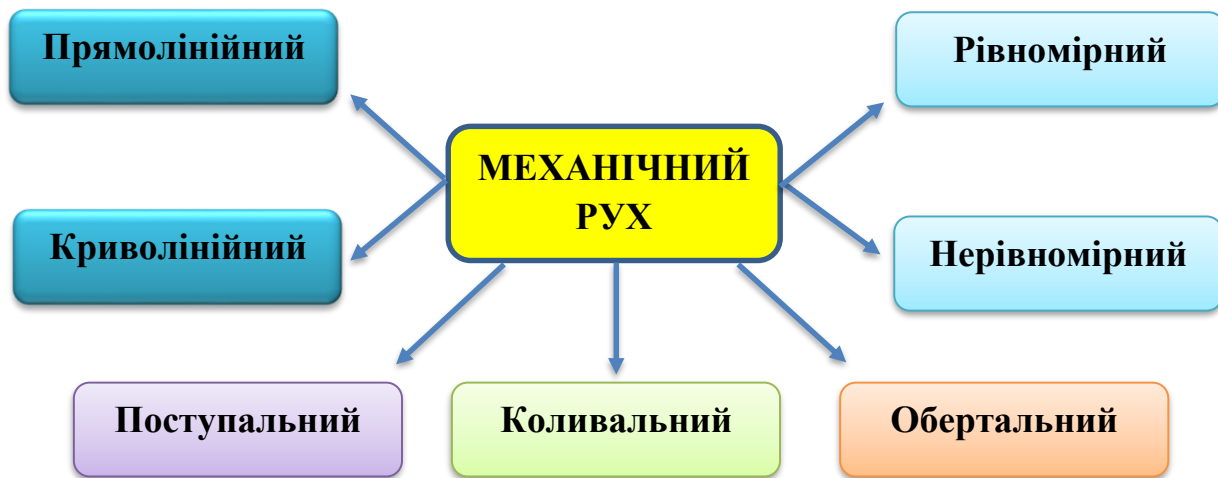 Прямолінійний
Рівномірний
МЕХАНІЧНИЙ
РУХ
Криволінійний
Нерівномірний
Поступальний
Коливальний
Обертальний